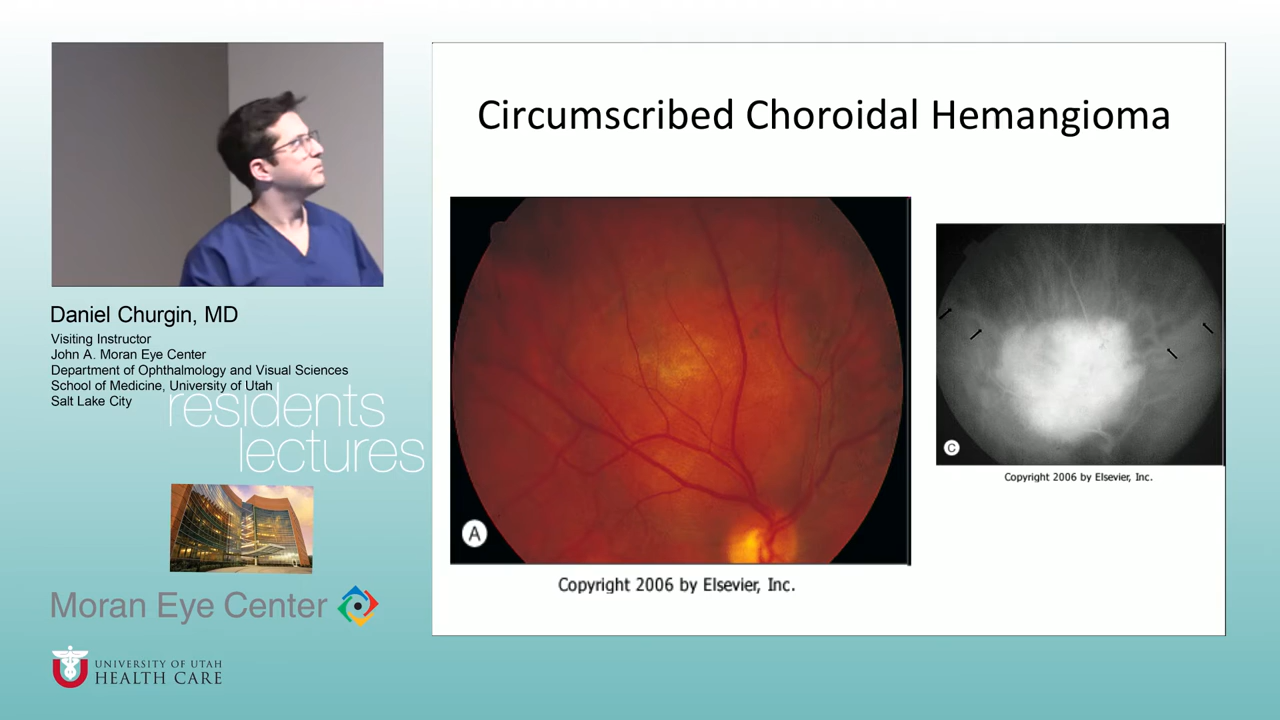 Circumscribed Choroidal Hemangioma
Daniel Churgin, MD
Visiting Instructor
John A. Moran Eye Center
Department of Ophthalmology and Visual Sciences
School of Medicine, University of Utah
Salt Lake City
residents
lectures
Moran Eye Center
UNIVERSITY OF UTAH
HEALTH CARE
A
Copyright 2006 by Elsevier, Inc.
C
Copyright 2006 by Elsevier, Inc.